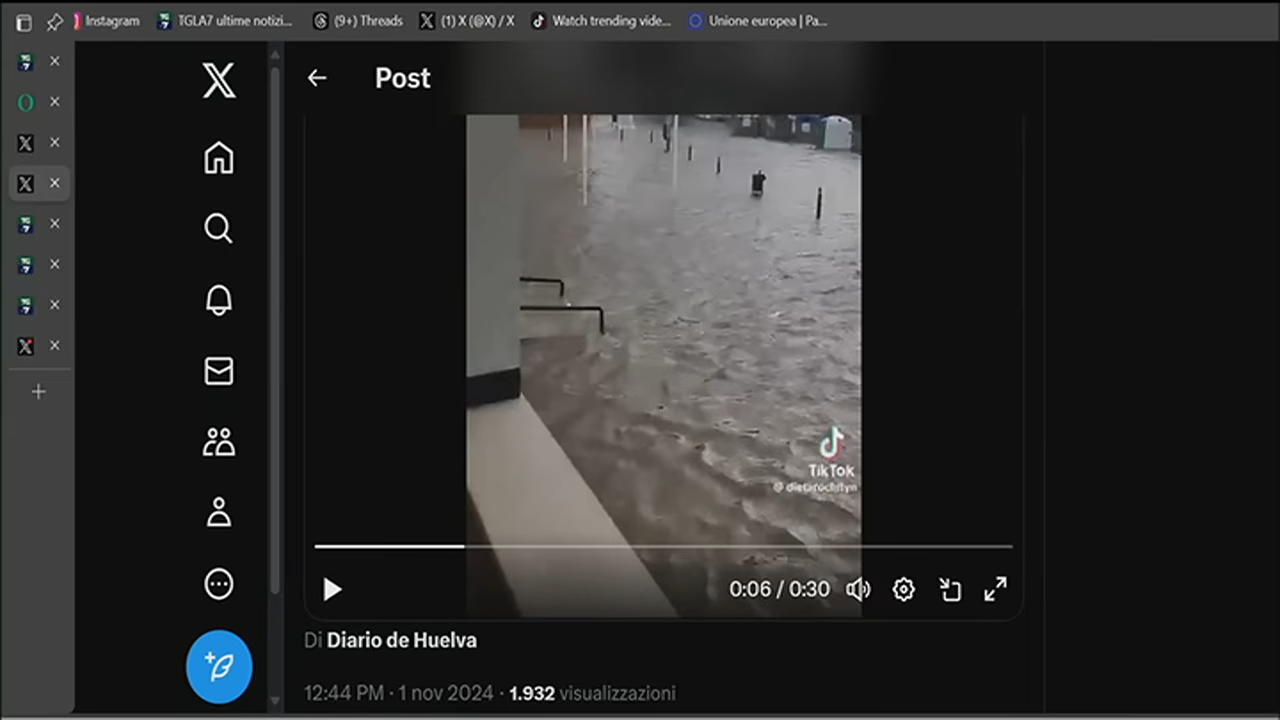 Instagram
TGLA7 ultime notizi...
(9+) Threads
(1) X (@X) / X
Watch trending vide...
Unione europea | Pa...
Post
TikTok
0:06 / 0:30
Di Diario de Huelva
12:44 PM · 1 nov 2024 · 1.932 visualizzazioni